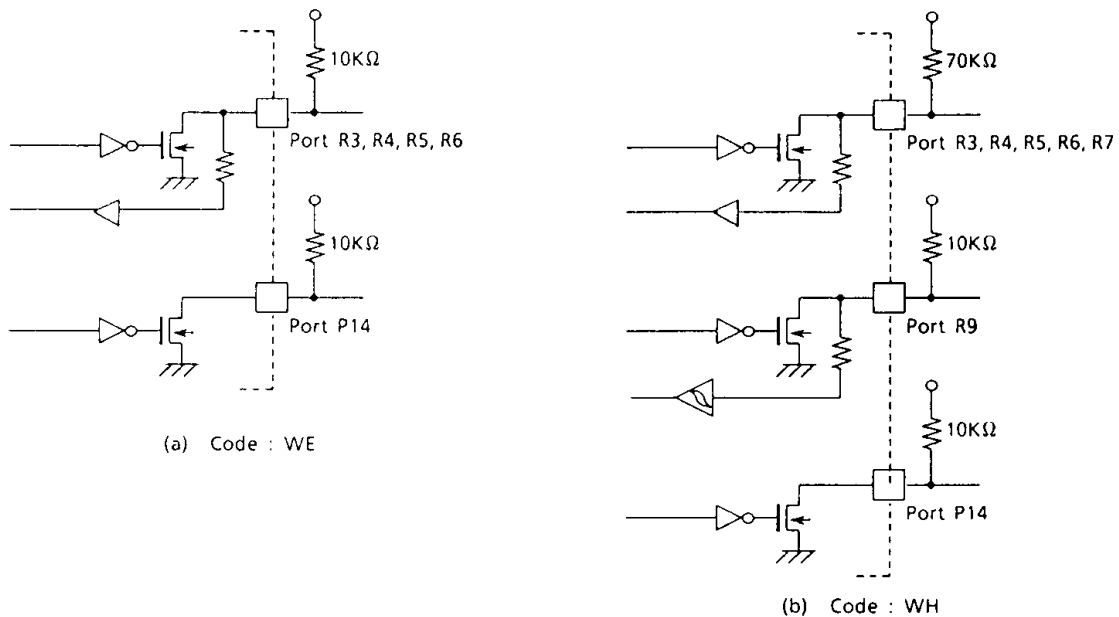 10KΩ
Port R3, R4, R5, R6
10KΩ
Port P14
(a) Code : WE
70KΩ
Port R3, R4, R5, R6, R7
10KΩ
Port R9
10KΩ
Port P14
(b) Code : WH